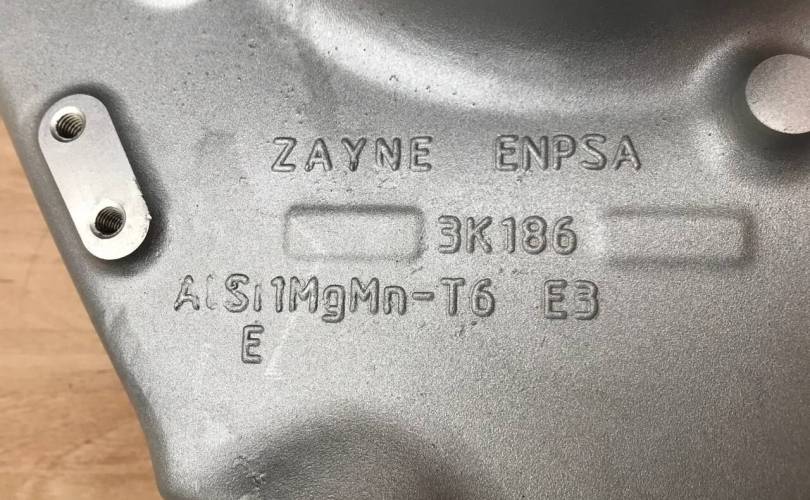 ZAYNE ENPSA
3K186
AlSi1MgMn-T6 E3
E